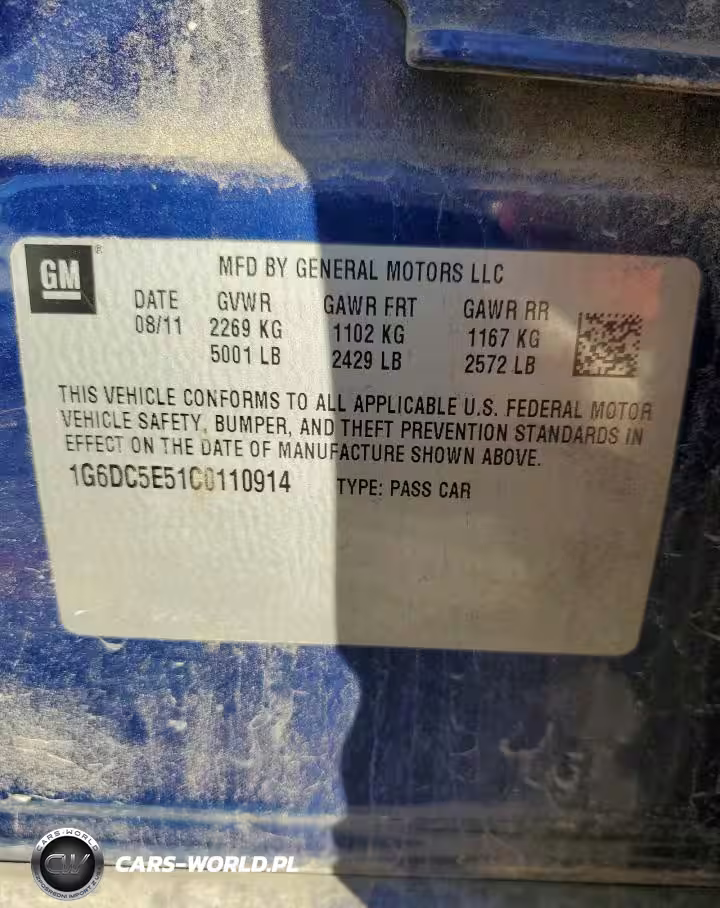 GM®
MFD BY GENERAL MOTORS LLC
DATE GVWR GAWR FRT GAWR RR
08/11 2269 KG 1102 KG 1167 KG
5001 LB 2429 LB 2572 LB
THIS VEHICLE CONFORMS TO ALL APPLICABLE U.S. FEDERAL MOTOR
VEHICLE SAFETY, BUMPER, AND THEFT PREVENTION STANDARDS IN
EFFECT ON THE DATE OF MANUFACTURE SHOWN ABOVE.
1G6DC5E51C0110914 TYPE: PASS CAR
CARS-WORLD
CW
CARS-WORLD.PL